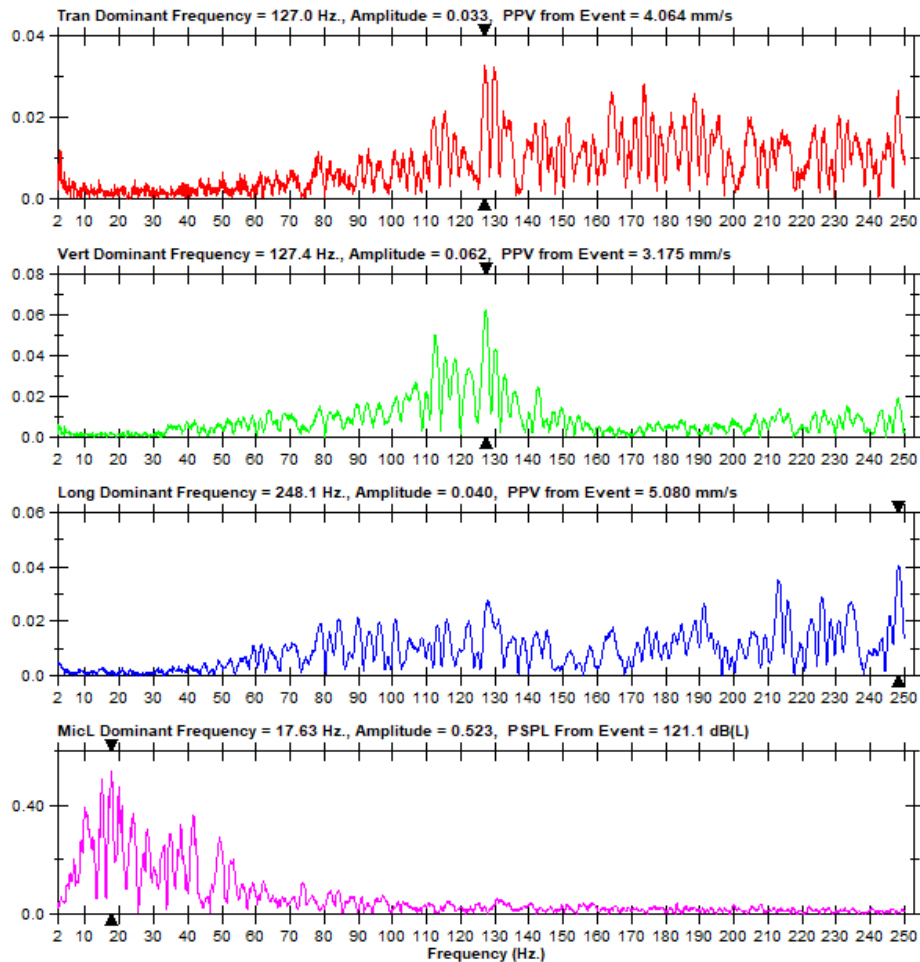 Tran Dominant Frequency = 127.0 Hz., Amplitude = 0.033, PPV from Event = 4.064 mm/s
0.04
0.02
0.0
2 10 20 30 40 50 60 70 80 90 100 110 120 130 140 150 160 170 180 190 200 210 220 230 240 250
Vert Dominant Frequency = 127.4 Hz., Amplitude = 0.062, PPV from Event = 3.175 mm/s
0.08
0.06
0.04
0.02
0.0
2 10 20 30 40 50 60 70 80 90 100 110 120 130 140 150 160 170 180 190 200 210 220 230 240 250
Long Dominant Frequency = 248.1 Hz., Amplitude = 0.040, PPV from Event = 5.080 mm/s
0.06
0.04
0.02
0.0
2 10 20 30 40 50 60 70 80 90 100 110 120 130 140 150 160 170 180 190 200 210 220 230 240 250
MicL Dominant Frequency = 17.63 Hz., Amplitude = 0.523, PSPL From Event = 121.1 dB(L)
0.40
0.0
2 10 20 30 40 50 60 70 80 90 100 110 120 130 140 150 160 170 180 190 200 210 220 230 240 250
Frequency (Hz.)